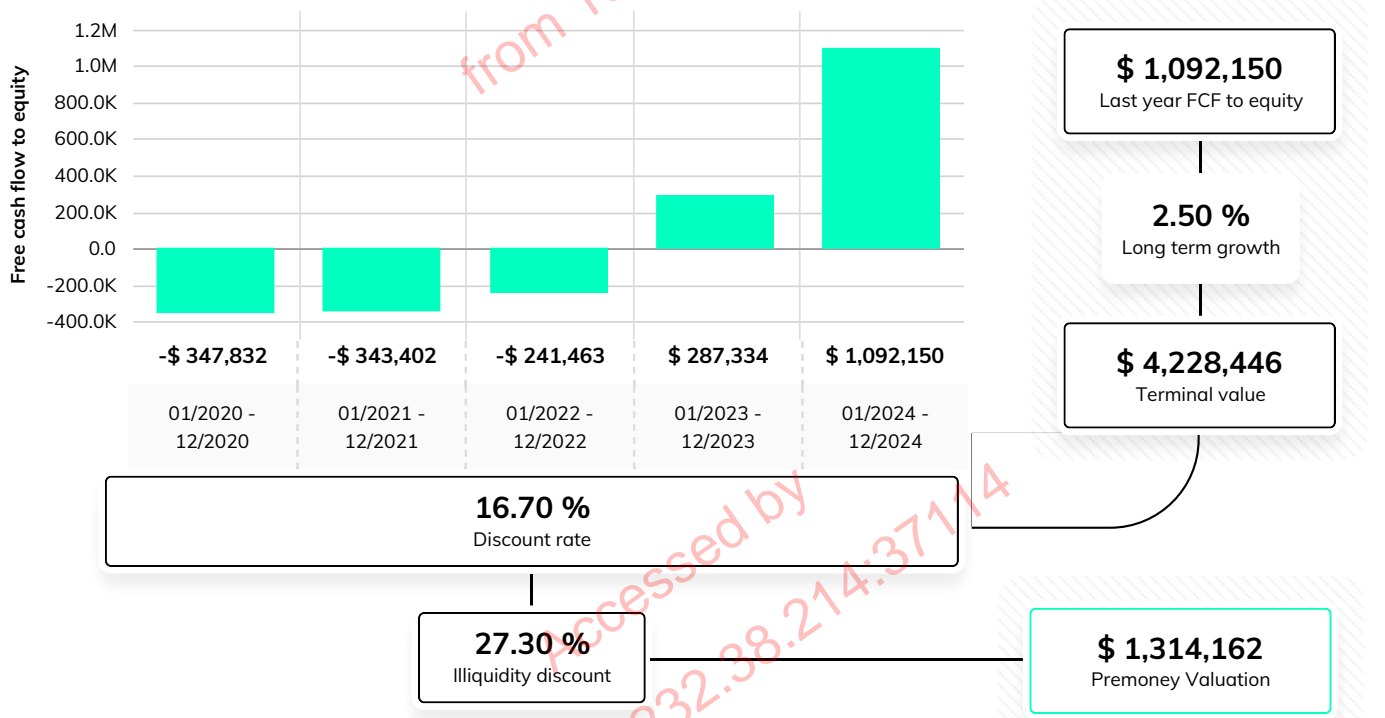 Free cash flow to equity
1.2M
1.0M
800.0K
600.0K
400.0K
200.0K
0.0
-200.0K
-400.0K
-$ 347,832
-$ 343,402
-$ 241,463
$ 287,334
$ 1,092,150
01/2020 -
12/2020
01/2021 -
12/2021
01/2022 -
12/2022
01/2023 -
12/2023
01/2024 -
12/2024
$ 1,092,150
Last year FCF to equity
2.50 %
Long term growth
$ 4,228,446
Terminal value
16.70 %
Discount rate
27.30 %
Illiquidity discount
$ 1,314,162
Premoney Valuation
from
Accessed by
232.38.214:37114